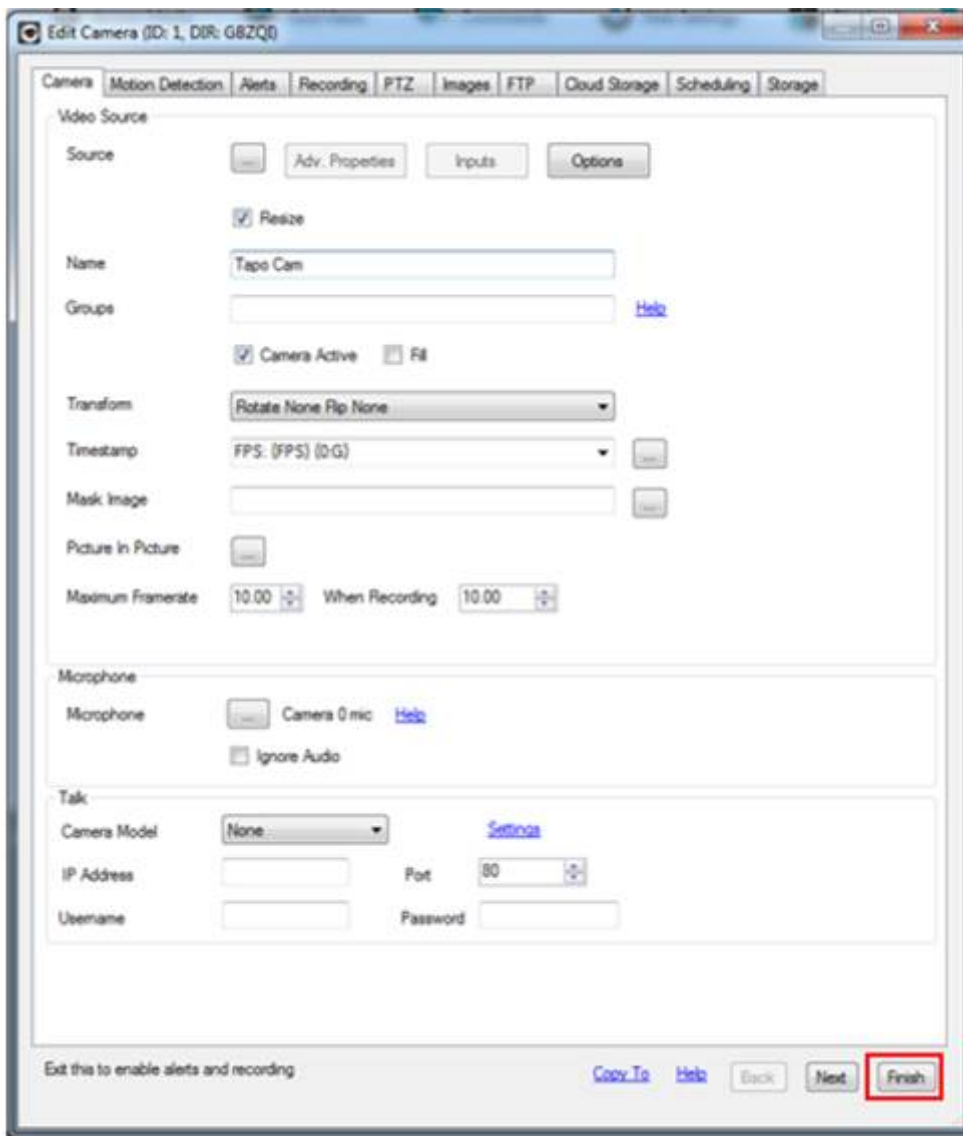 Edit Camera (ID: 1, DIR: GBZQI)
Camera Motion Detection Alerts Recording PTZ Images FTP Cloud Storage Scheduling Storage
Video Source
Source ... Adv. Properties Inputs Options
Resize
Name Tapo Cam
Groups Help
Camera Active Fill
Transform Rotate None Flip None
Timestamp FPS: {FPS} {0:G} ...
Mask Image ...
Picture In Picture ...
Maximum Framerate 10.00 When Recording 10.00
Microphone
Microphone ... Camera 0 mic Help
Ignore Audio
Talk
Camera Model None Settings
IP Address Port 80
Username Password
Exit this to enable alerts and recording Copy To Help Back Next Finish